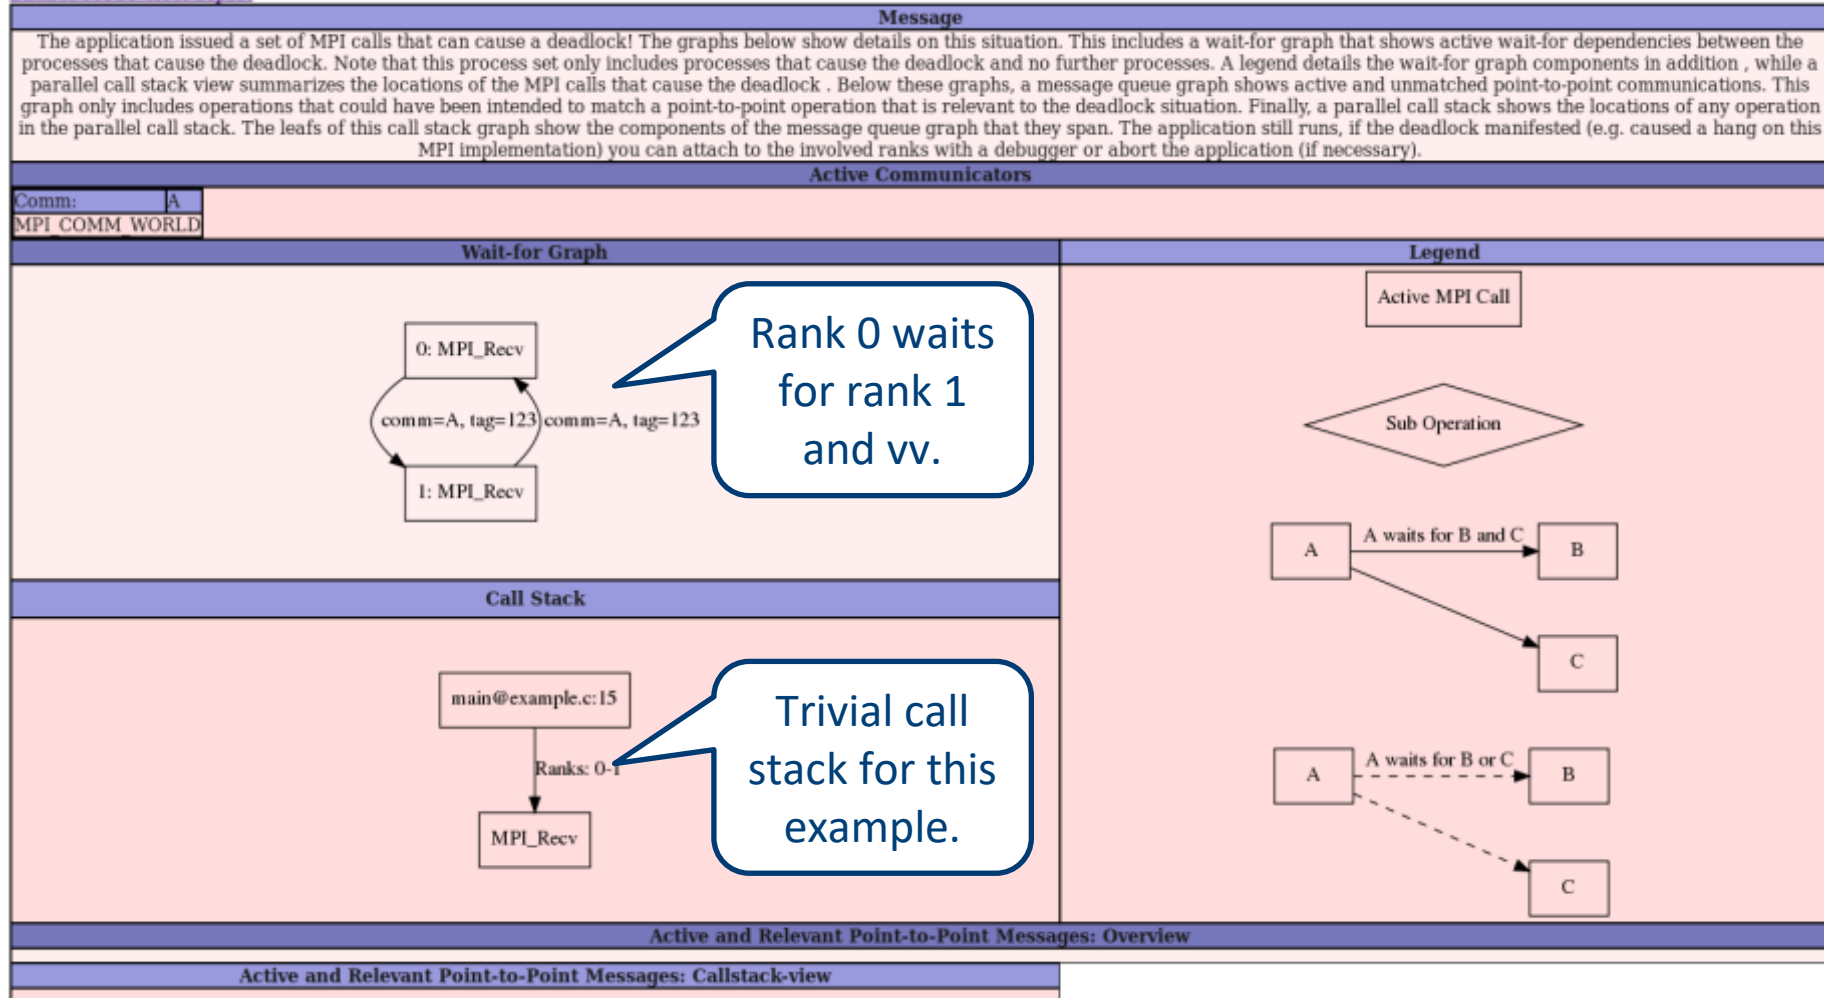 Message
The application issued a set of MPI calls that can cause a deadlock! The graphs below show details on this situation. This includes a wait-for graph that shows active wait-for dependencies between the
processes that cause the deadlock. Note that this process set only includes processes that cause the deadlock and no further processes. A legend details the wait-for graph components in addition , while a
parallel call stack view summarizes the locations of the MPI calls that cause the deadlock . Below these graphs, a message queue graph shows active and unmatched point-to-point communications. This
graph only includes operations that could have been intended to match a point-to-point operation that is relevant to the deadlock situation. Finally, a parallel call stack shows the locations of any operation
in the parallel call stack. The leafs of this call stack graph show the components of the message queue graph that they span. The application still runs, if the deadlock manifested (e.g. caused a hang on this
MPI implementation) you can attach to the involved ranks with a debugger or abort the application (if necessary).
Active Communicators
Comm: A
MPI_COMM_WORLD
Wait-for Graph
0: MPI_Recv
comm=A, tag=123 comm=A, tag=123
1: MPI_Recv
Rank 0 waits
for rank 1
and vv.
Legend
Active MPI Call
Sub Operation
A A waits for B and C B
C
A A waits for B or C B
C
Call Stack
main@example.c:15
Ranks: 0-1
MPI_Recv
Trivial call
stack for this
example.
Active and Relevant Point-to-Point Messages: Overview
Active and Relevant Point-to-Point Messages: Callstack-view